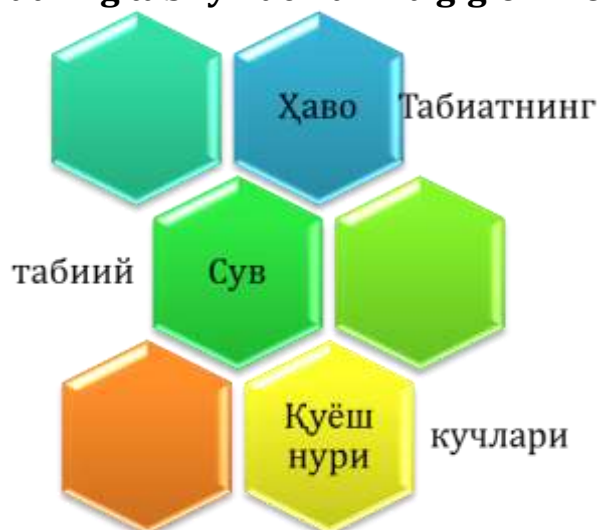 Ҳаво Табиатнинг
табиий Сув
Қуёш
нури
кучлари